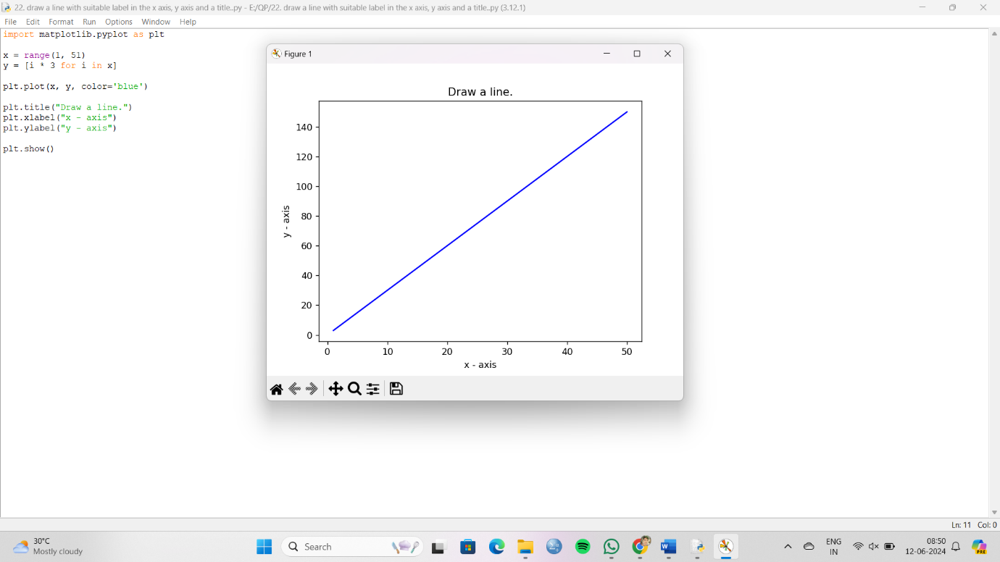 22. draw a line with suitable label in the x axis, y axis and a title..py - E:/QP/22. draw a line with suitable label in the x axis, y axis and a title..py (3.12.1)
File Edit Format Run Options Window Help
import matplotlib.pyplot as plt
x = range(1, 51)
y = [i * 3 for i in x]
plt.plot(x, y, color='blue')
plt.title("Draw a line.")
plt.xlabel("x - axis")
plt.ylabel("y - axis")
plt.show()
Figure 1
Draw a line.
y - axis
140
120
100
80
60
40
20
0
0 10 20 30 40 50
x - axis
Ln: 11 Col: 0
30°C
Mostly cloudy
Search
W
ENG
IN
08:50
12-06-2024
PRE